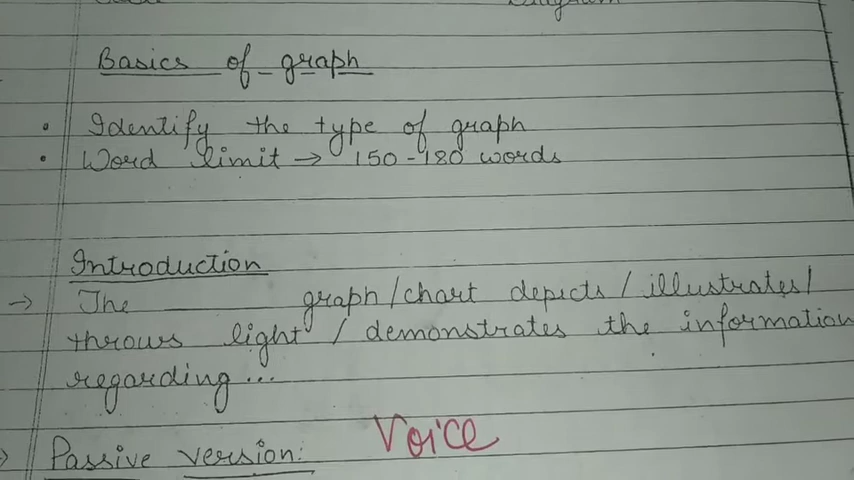 Basics of graph
• Identify the type of graph
• Word limit → 150-180 words
Introduction
→ The ______ graph/chart depicts/illustrates/
throws light / demonstrates the information
regarding...
Passive version: Voice